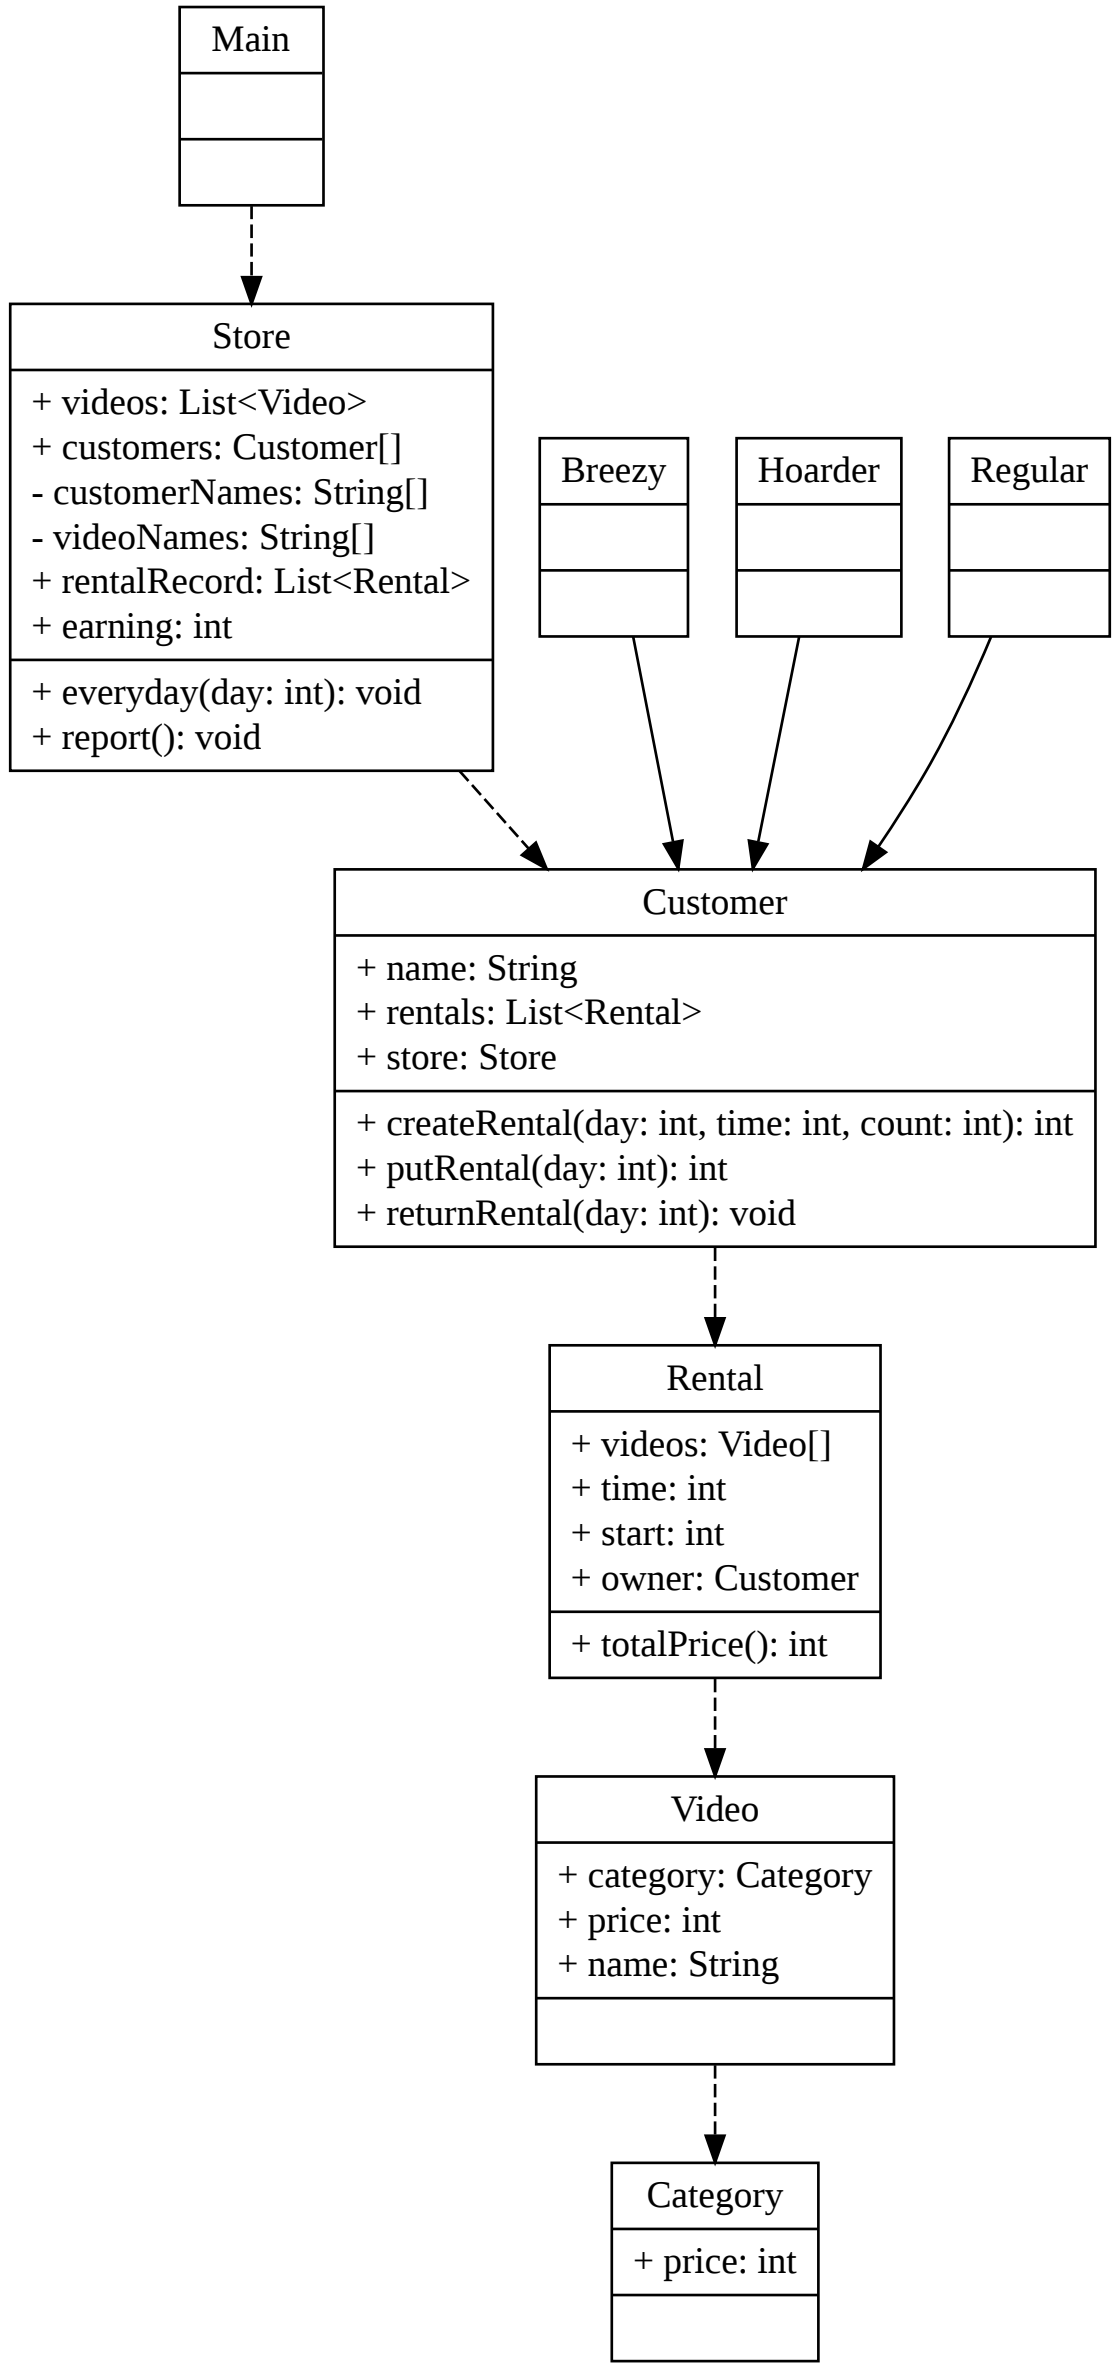 Main
Store
+ videos: List<Video>
+ customers: Customer[]
- customerNames: String[]
- videoNames: String[]
+ rentalRecord: List<Rental>
+ earning: int
+ everyday(day: int): void
+ report(): void
Breezy
Hoarder
Regular
Customer
+ name: String
+ rentals: List<Rental>
+ store: Store
+ createRental(day: int, time: int, count: int): int
+ putRental(day: int): int
+ returnRental(day: int): void
Rental
+ videos: Video[]
+ time: int
+ start: int
+ owner: Customer
+ totalPrice(): int
Video
+ category: Category
+ price: int
+ name: String
Category
+ price: int